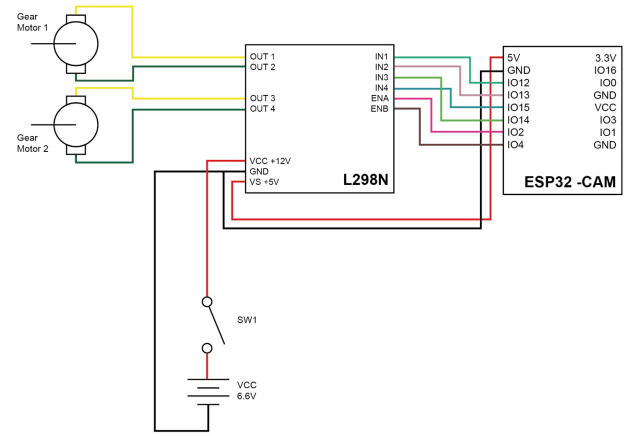 Gear
Motor 1
Gear
Motor 2
OUT 1
OUT 2
OUT 3
OUT 4
VCC +12V
GND
VS +5V
IN1
IN2
IN3
IN4
ENA
ENB
L298N
5V
GND
IO12
IO13
IO15
IO14
IO2
IO4
3.3V
IO16
IO0
GND
VCC
IO3
IO1
GND
ESP32 -CAM
SW1
VCC
6.6V